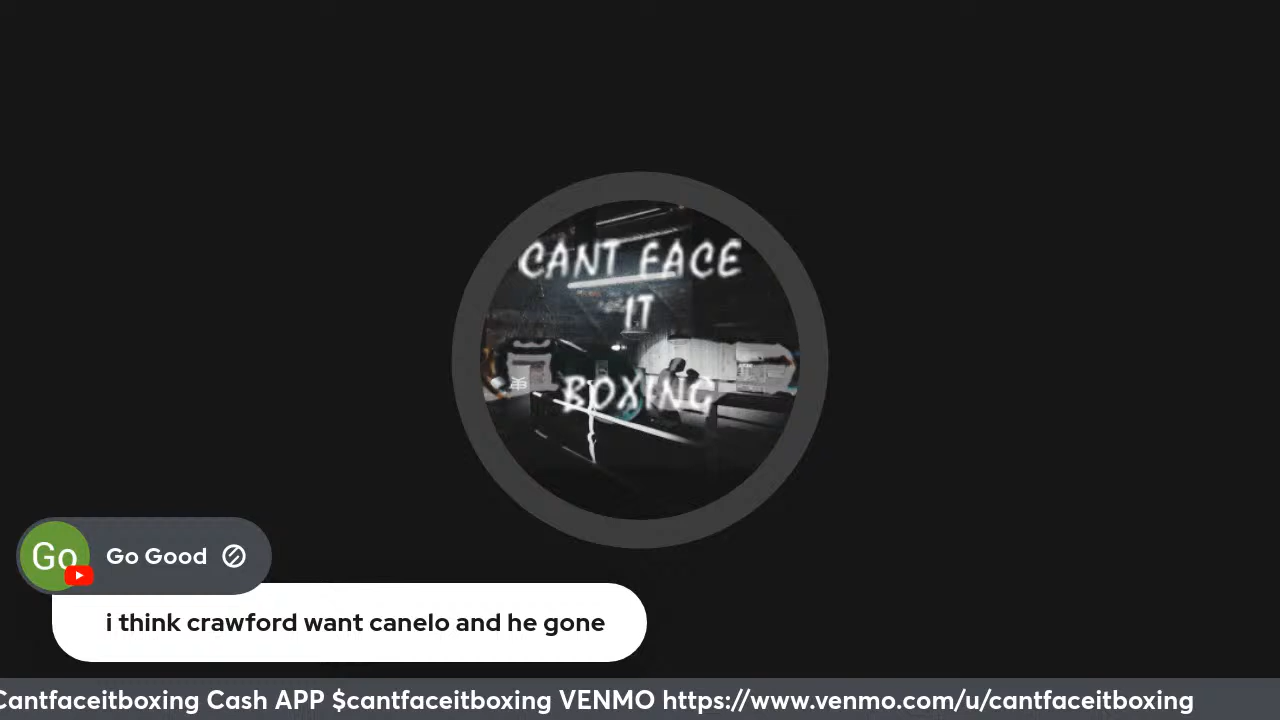 CANT FACE
IT
BOXING
Go
Go Good
i think crawford want canelo and he gone
Cantfaceitboxing Cash APP $cantfaceitboxing VENMO https://www.venmo.com/u/cantfaceitboxing